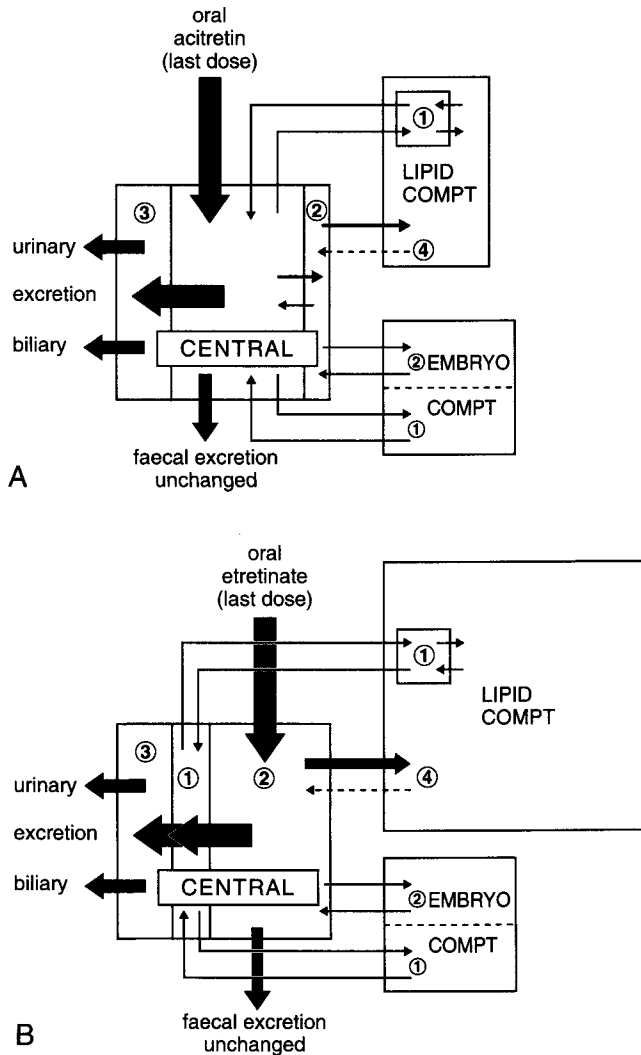 oral
acitretin
(last dose)
①
LIPID
COMPT
③
②
urinary
④
excretion
biliary
CENTRAL
②EMBRYO
COMPT
①
faecal excretion
unchanged
A
oral
etretinate
(last dose)
①
LIPID
COMPT
③
①
②
④
urinary
excretion
biliary
CENTRAL
②EMBRYO
COMPT
①
faecal excretion
unchanged
B